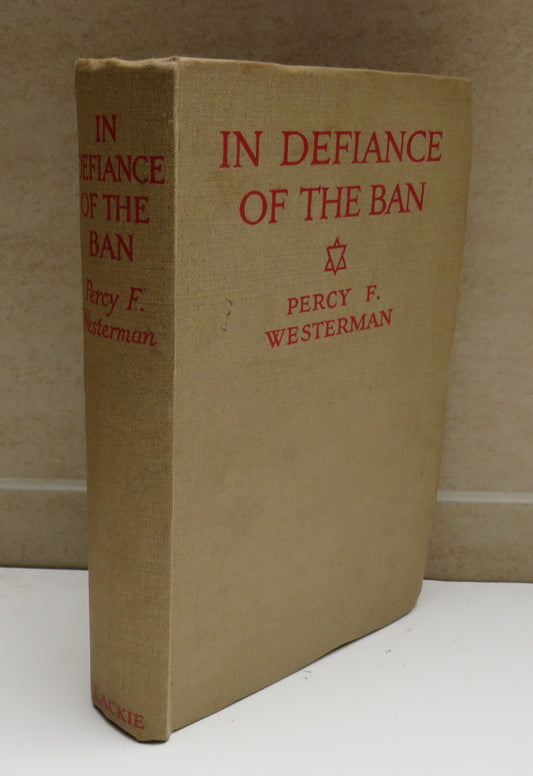 IN
DEFIANCE
OF THE
BAN
Percy F.
Westerman
BLACKIE
IN DEFIANCE
OF THE BAN
PERCY F.
WESTERMAN